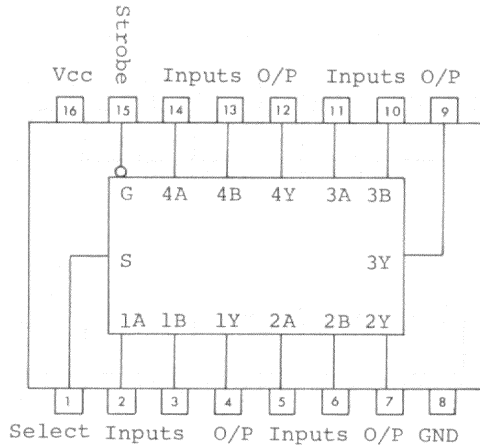 Strobe
Vcc Inputs O/P Inputs O/P
16 15 14 13 12 11 10 9
G 4A 4B 4Y 3A 3B
S 3Y
1A 1B 1Y 2A 2B 2Y
1 2 3 4 5 6 7 8
Select Inputs O/P Inputs O/P GND